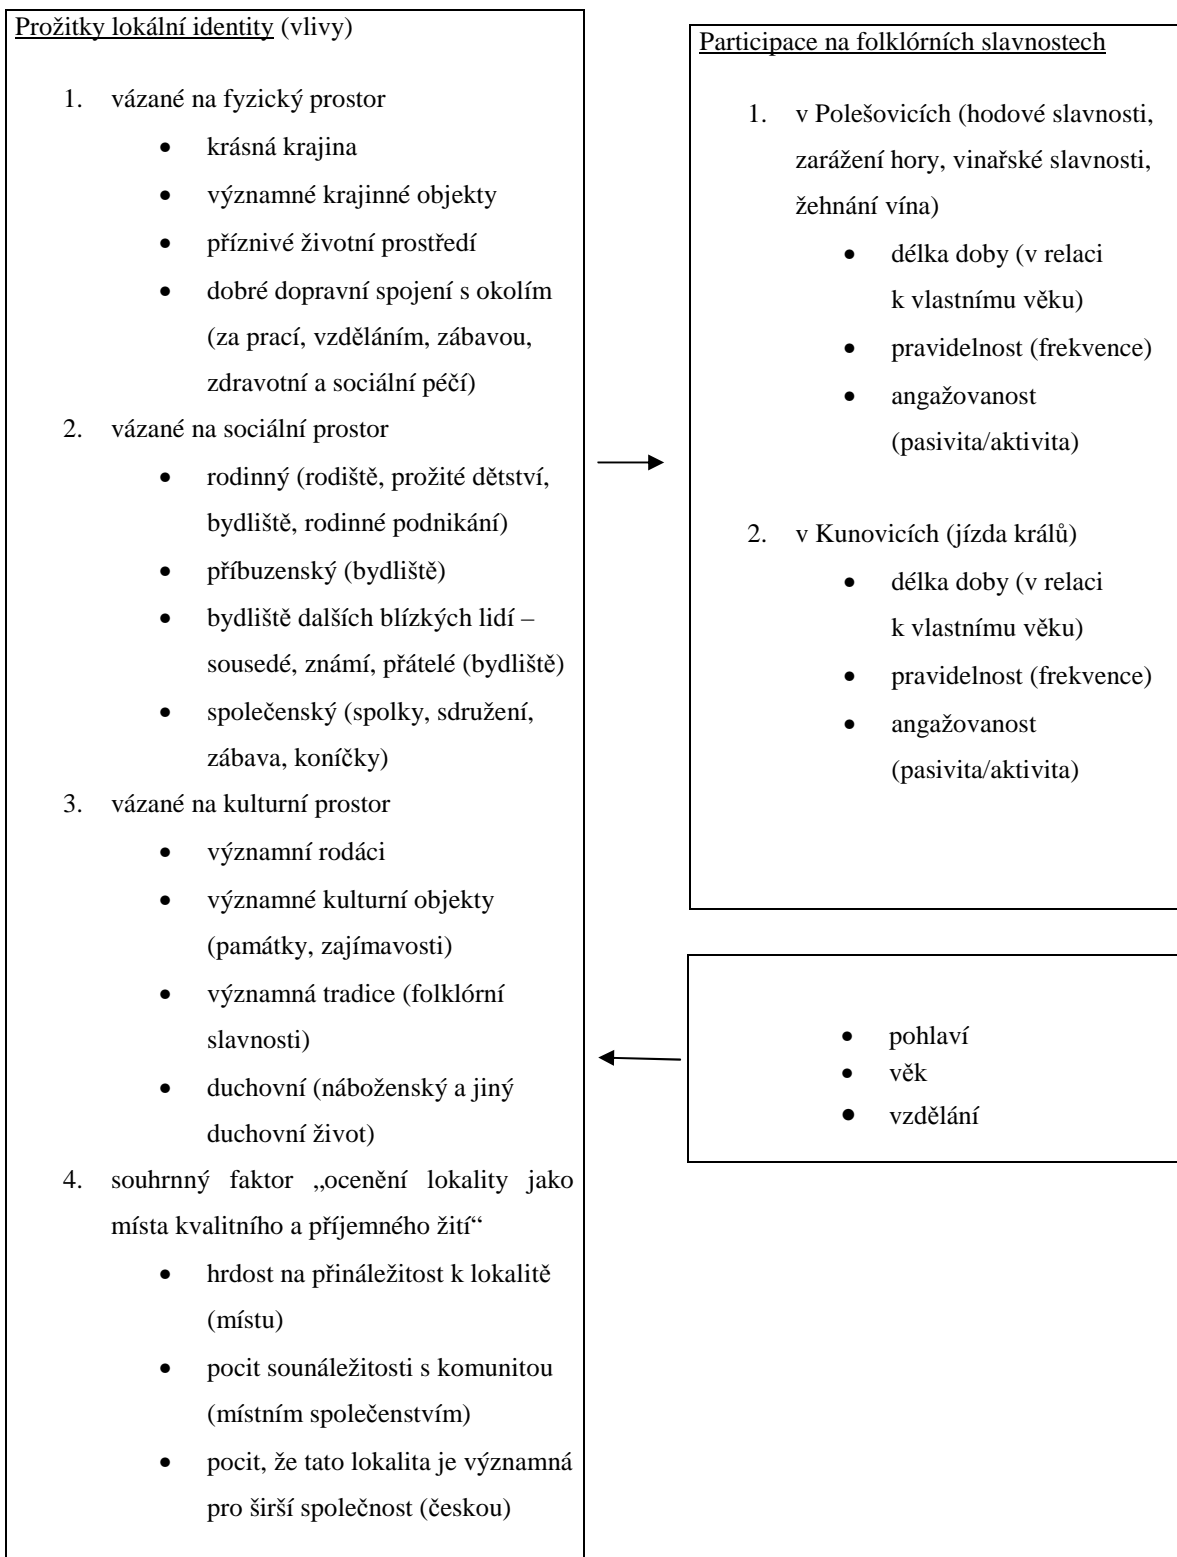 Prožitky lokální identity (vlivy)
1. vázané na fyzický prostor
• krásná krajina
• významné krajinné objekty
• příznivé životní prostředí
• dobré dopravní spojení s okolím
(za prací, vzděláním, zábavou,
zdravotní a sociální péčí)
2. vázané na sociální prostor
• rodinný (rodiště, prožité dětství,
bydliště, rodinné podnikání)
• příbuzenský (bydliště)
• bydliště dalších blízkých lidí –
sousedé, známí, přátelé (bydliště)
• společenský (spolky, sdružení,
zábava, koníčky)
3. vázané na kulturní prostor
• významní rodáci
• významné kulturní objekty
(památky, zajímavosti)
• významná tradice (folklórní
slavnosti)
• duchovní (náboženský a jiný
duchovní život)
4. souhrnný faktor „ocenění lokality jako
místa kvalitního a příjemného žití“
• hrdost na přináležitost k lokalitě
(místu)
• pocit sounáležitosti s komunitou
(místním společenstvím)
• pocit, že tato lokalita je významná
pro širší společnost (českou)
Participace na folklórních slavnostech
1. v Polešovicích (hodové slavnosti,
zarážení hory, vinařské slavnosti,
žehnání vína)
• délka doby (v relaci
k vlastnímu věku)
• pravidelnost (frekvence)
• angažovanost
(pasivita/aktivita)
2. v Kunovicích (jízda králů)
• délka doby (v relaci
k vlastnímu věku)
• pravidelnost (frekvence)
• angažovanost
(pasivita/aktivita)
• pohlaví
• věk
• vzdělání